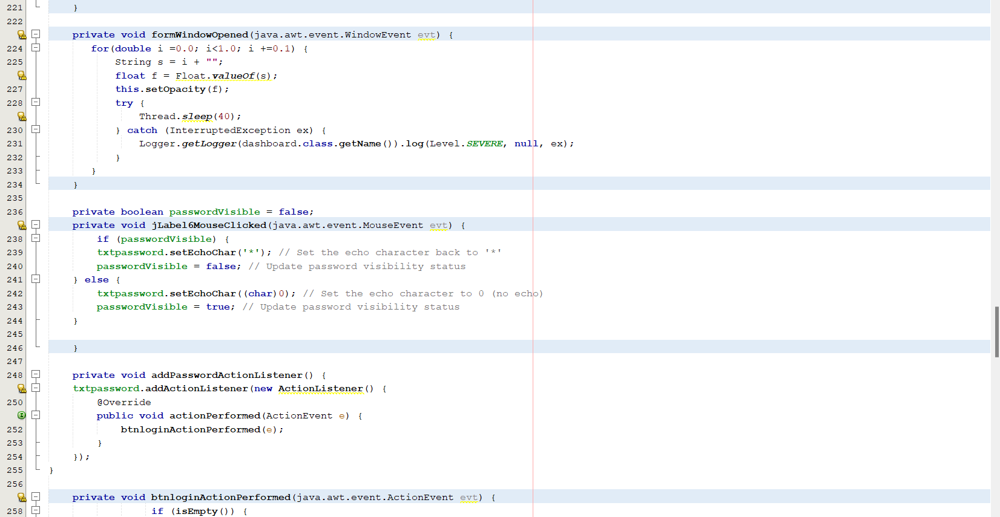 221 }
222
private void formWindowOpened(java.awt.event.WindowEvent evt) {
224 for(double i =0.0; i<1.0; i +=0.1) {
225 String s = i + "";
float f = Float.valueOf(s);
227 this.setOpacity(f);
228 try {
Thread.sleep(40);
230 } catch (InterruptedException ex) {
231 Logger.getLogger(dashboard.class.getName()).log(Level.SEVERE, null, ex);
232 }
233 }
234 }
235
236 private boolean passwordVisible = false;
private void jLabel6MouseClicked(java.awt.event.MouseEvent evt) {
238 if (passwordVisible) {
239 txtpassword.setEchoChar('*'); // Set the echo character back to '*'
240 passwordVisible = false; // Update password visibility status
241 } else {
242 txtpassword.setEchoChar((char)0); // Set the echo character to 0 (no echo)
243 passwordVisible = true; // Update password visibility status
244 }
245
246 }
247
248 private void addPasswordActionListener() {
txtpassword.addActionListener(new ActionListener() {
250 @Override
public void actionPerformed(ActionEvent e) {
252 btnloginActionPerformed(e);
253 }
254 });
255 }
256
private void btnloginActionPerformed(java.awt.event.ActionEvent evt) {
258 if (isEmpty()) {